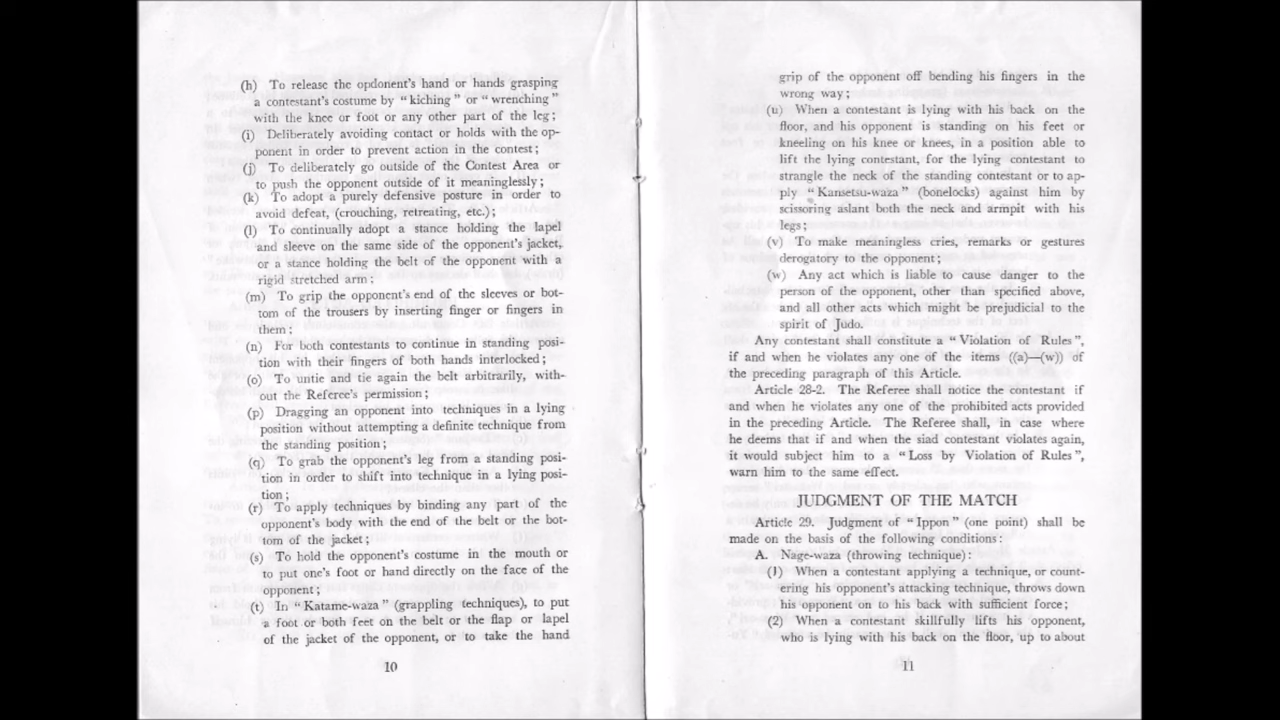 (h) To release the opdonent's hand or hands grasping
a contestant's costume by "kiching" or "wrenching"
with the knee or foot or any other part of the leg;
(i) Deliberately avoiding contact or holds with the op-
ponent in order to prevent action in the contest;
(j) To deliberately go outside of the Contest Area or
to push the opponent outside of it meaninglessly;
(k) To adopt a purely defensive posture in order to
avoid defeat, (crouching, retreating, etc.);
(l) To continually adopt a stance holding the lapel
and sleeve on the same side of the opponent's jacket,
or a stance holding the belt of the opponent with a
rigid stretched arm;
(m) To grip the opponent's end of the sleeves or bot-
tom of the trousers by inserting finger or fingers in
them;
(n) For both contestants to continue in standing posi-
tion with their fingers of both hands interlocked;
(o) To untie and tie again the belt arbitrarily, with-
out the Referee's permission;
(p) Dragging an opponent into techniques in a lying
position without attempting a definite technique from
the standing position;
(q) To grab the opponent's leg from a standing posi-
tion in order to shift into technique in a lying posi-
tion;
(r) To apply techniques by binding any part of the
opponent's body with the end of the belt or the bot-
tom of the jacket;
(s) To hold the opponent's costume in the mouth or
to put one's foot or hand directly on the face of the
opponent;
(t) In "Katame-waza" (grappling techniques), to put
a foot or both feet on the belt or the flap or lapel
of the jacket of the opponent, or to take the hand
10
grip of the opponent off bending his fingers in the
wrong way;
(u) When a contestant is lying with his back on the
floor, and his opponent is standing on his feet or
kneeling on his knee or knees, in a position able to
lift the lying contestant, for the lying contestant to
strangle the neck of the standing contestant or to ap-
ply "Kansetsu-waza" (bonelocks) against him by
scissoring aslant both the neck and armpit with his
legs;
(v) To make meaningless cries, remarks or gestures
derogatory to the opponent;
(w) Any act which is liable to cause danger to the
person of the opponent, other than specified above,
and all other acts which might be prejudicial to the
spirit of Judo.
Any contestant shall constitute a "Violation of Rules",
if and when he violates any one of the items ((a)—(w)) of
the preceding paragraph of this Article.
Article 28-2. The Referee shall notice the contestant if
and when he violates any one of the prohibited acts provided
in the preceding Article. The Referee shall, in case where
he deems that if and when the siad contestant violates again,
it would subject him to a "Loss by Violation of Rules",
warn him to the same effect.
JUDGMENT OF THE MATCH
Article 29. Judgment of "Ippon" (one point) shall be
made on the basis of the following conditions:
A. Nage-waza (throwing technique):
(1) When a contestant applying a technique, or count-
ering his opponent's attacking technique, throws down
his opponent on to his back with sufficient force;
(2) When a contestant skillfully lifts his opponent,
who is lying with his back on the floor, up to about
11